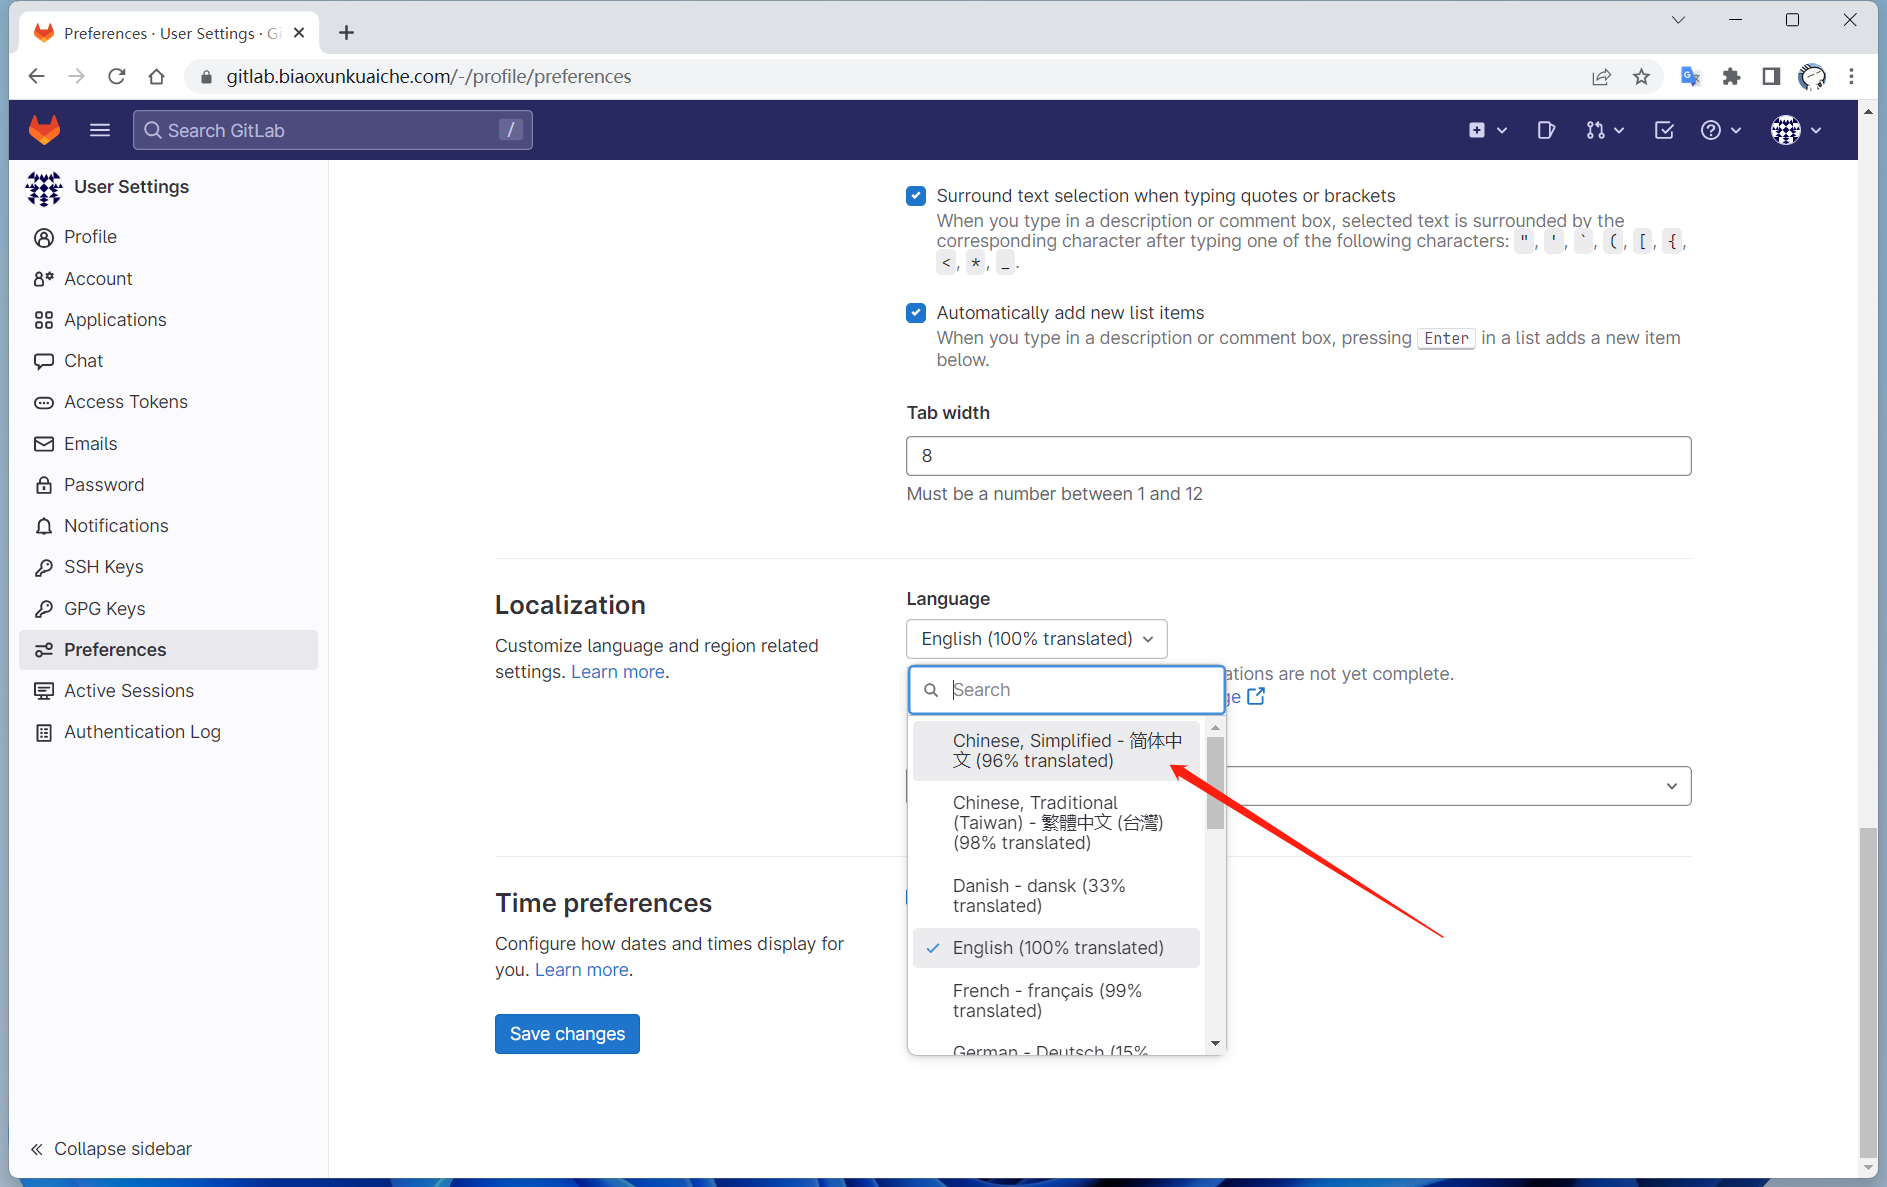 Preferences · User Settings · Gi
gitlab.biaoxunkuaiche.com/-/profile/preferences
Search GitLab
/
User Settings
Profile
Account
Applications
Chat
Access Tokens
Emails
Password
Notifications
SSH Keys
GPG Keys
Preferences
Active Sessions
Authentication Log
Collapse sidebar
Surround text selection when typing quotes or brackets
When you type in a description or comment box, selected text is surrounded by the
corresponding character after typing one of the following characters: ", ', `, (, [, {,
<, *, _.
Automatically add new list items
When you type in a description or comment box, pressing Enter in a list adds a new item
below.
Tab width
8
Must be a number between 1 and 12
Localization
Customize language and region related
settings. Learn more.
Language
English (100% translated)
ations are not yet complete.
ge
Search
Chinese, Simplified - 简体中
文 (96% translated)
Chinese, Traditional
(Taiwan) - 繁體中文 (台灣)
(98% translated)
Danish - dansk (33%
translated)
English (100% translated)
French - français (99%
translated)
German - Deutsch (15%
Time preferences
Configure how dates and times display for
you. Learn more.
Save changes